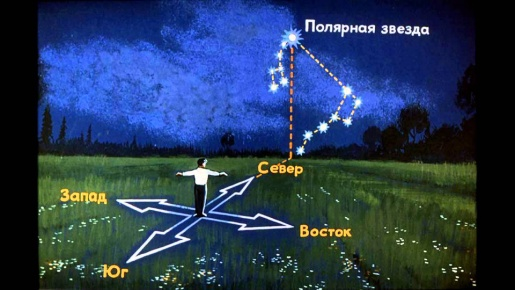 Полярная звезда
Север
Запад
Восток
Юг